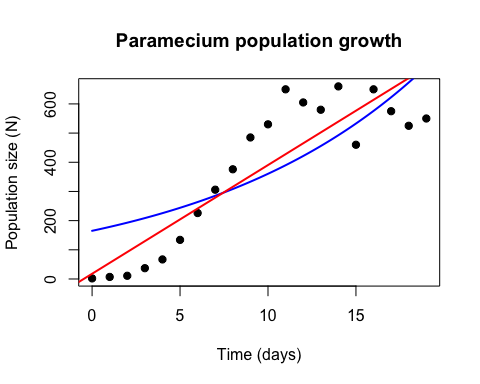 Paramecium population growth
Population size (N)
600
400
200
0
0 5 10 15
Time (days)